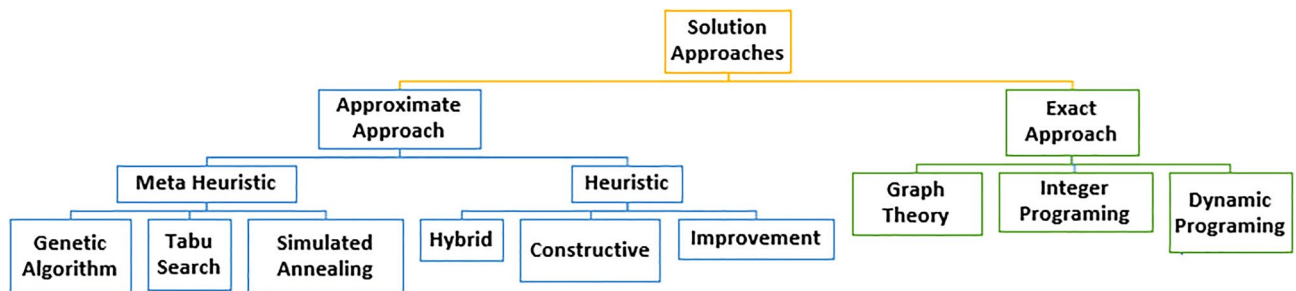 Solution
Approaches
Approximate
Approach
Exact
Approach
Meta Heuristic
Heuristic
Graph
Theory
Integer
Programing
Dynamic
Programing
Genetic
Algorithm
Tabu
Search
Simulated
Annealing
Hybrid
Constructive
Improvement